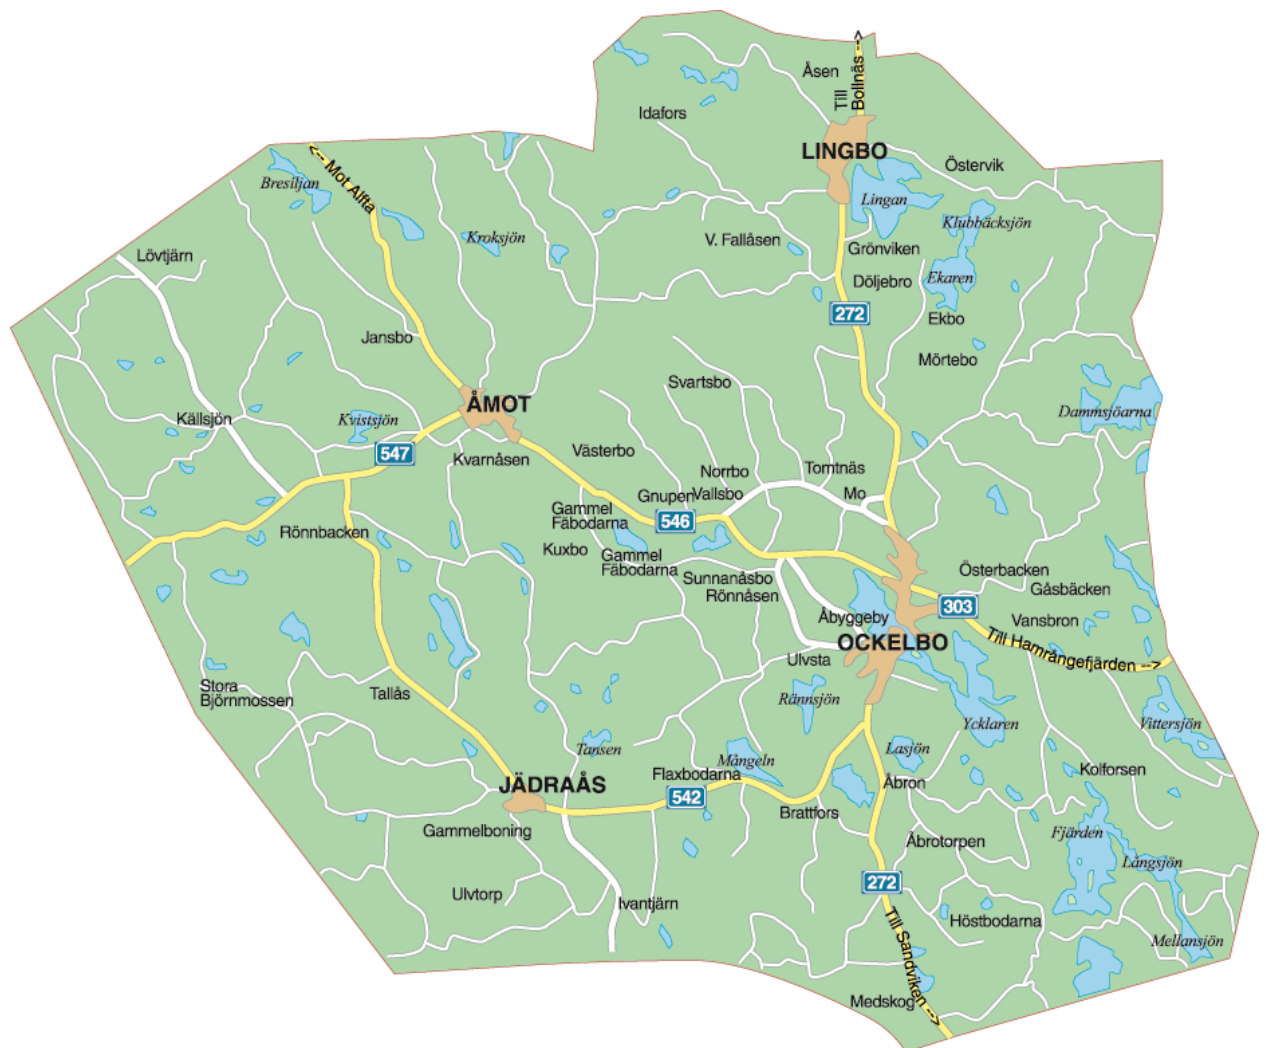 Åsen
Till
Bollnäs -->
Idafors
LINGBO
Östervik
<-- Mot Alfta
Bresiljan
Lingan
Klubbäcksjön
Kroksjön
V. Fallåsen
Grönviken
Lövtjärn
Döljebro
Ekaren
272
Ekbo
Jansbo
Mörtebo
Svartsbo
ÅMOT
Dammsjöarna
Källsjön
Kvistsjön
547
Kvarnåsen
Västerbo
Norrbo
Tomtnäs
Gnupen
Vallsbo
Mo
Gammel
Fäbodarna
546
Rönnbacken
Kuxbo
Gammel
Fäbodarna
Sunnanåsbo
Rönnåsen
Österbacken
Gåsbäcken
303
Åbyggeby
Vansbron
OCKELBO
Till Hamrångefjärden -->
Ulvsta
Stora
Björnmossen
Tallås
Rännsjön
Ycklaren
Vittersjön
Tansen
Mångeln
Lasjön
Flaxbodarna
Kolforsen
JÄDRAÅS
542
Åbron
Brattfors
Gammelboning
Fjärden
Åbrotorpen
Långsjön
272
Ulvtorp
Ivantjärn
Höstbodarna
Till Sandviken -->
Mellansjön
Medskog